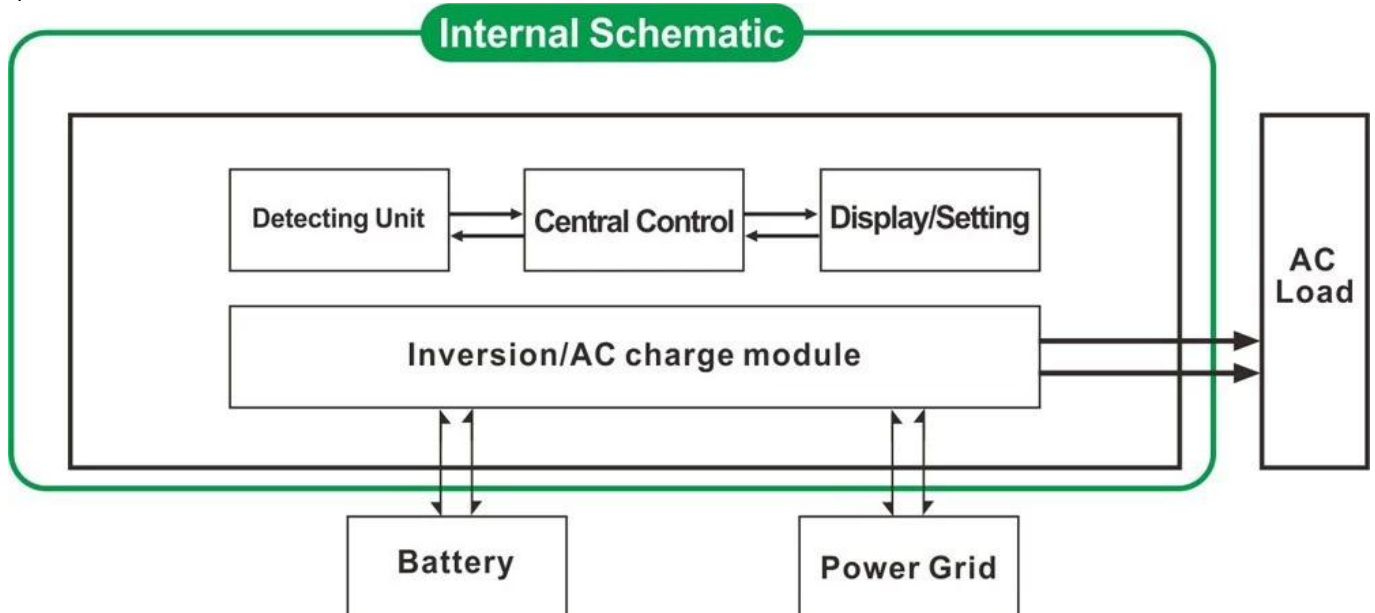 Internal Schematic
Detecting Unit
Central Control
Display/Setting
AC
Load
Inversion/AC charge module
Battery
Power Grid